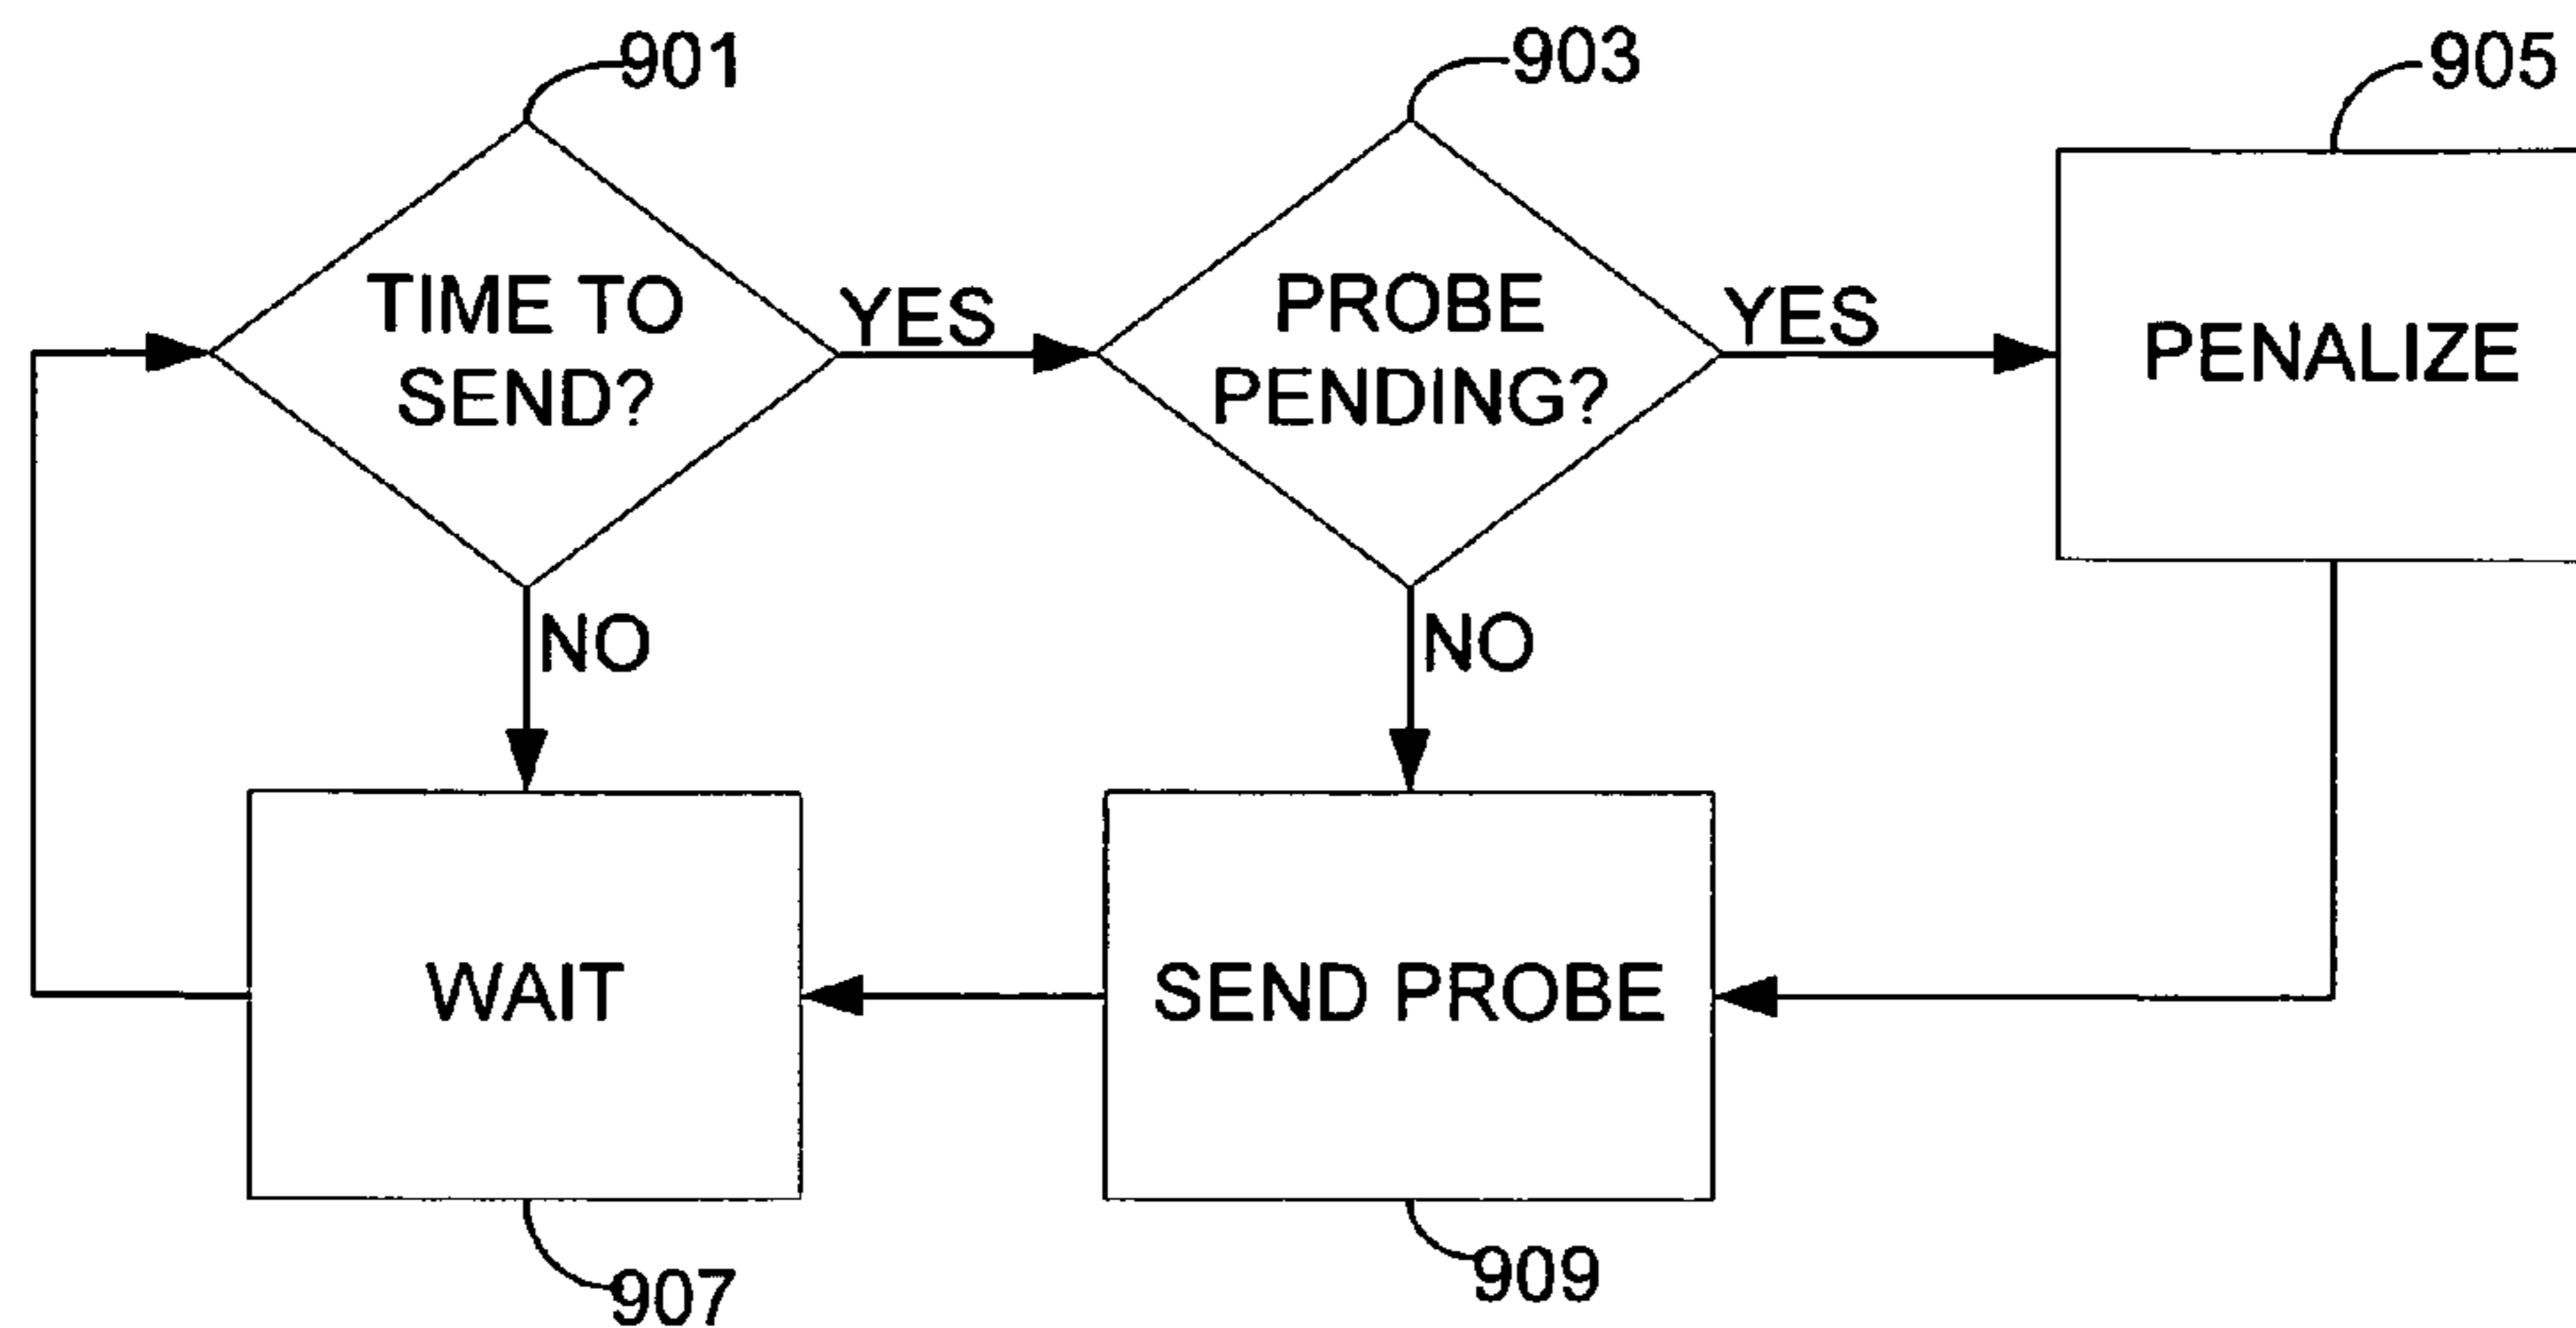 901
903
905
TIME TO
SEND?
YES
PROBE
PENDING?
YES
PENALIZE
NO
NO
WAIT
SEND PROBE
907
909